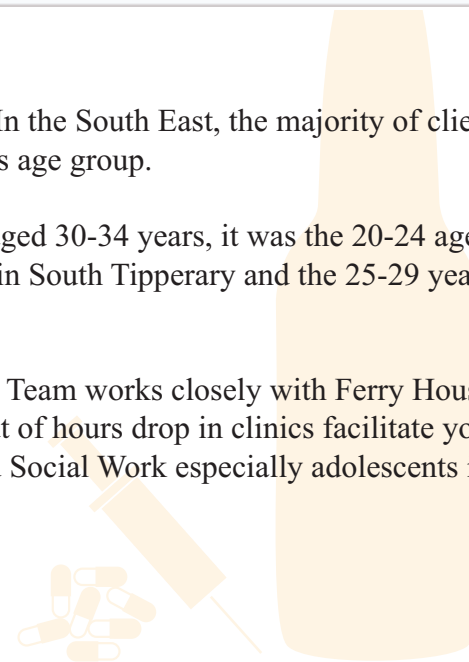 In the South East, the majority of clie
s age group.
ged 30-34 years, it was the 20-24 age
in South Tipperary and the 25-29 yea
Team works closely with Ferry Hous
t of hours drop in clinics facilitate yo
Social Work especially adolescents